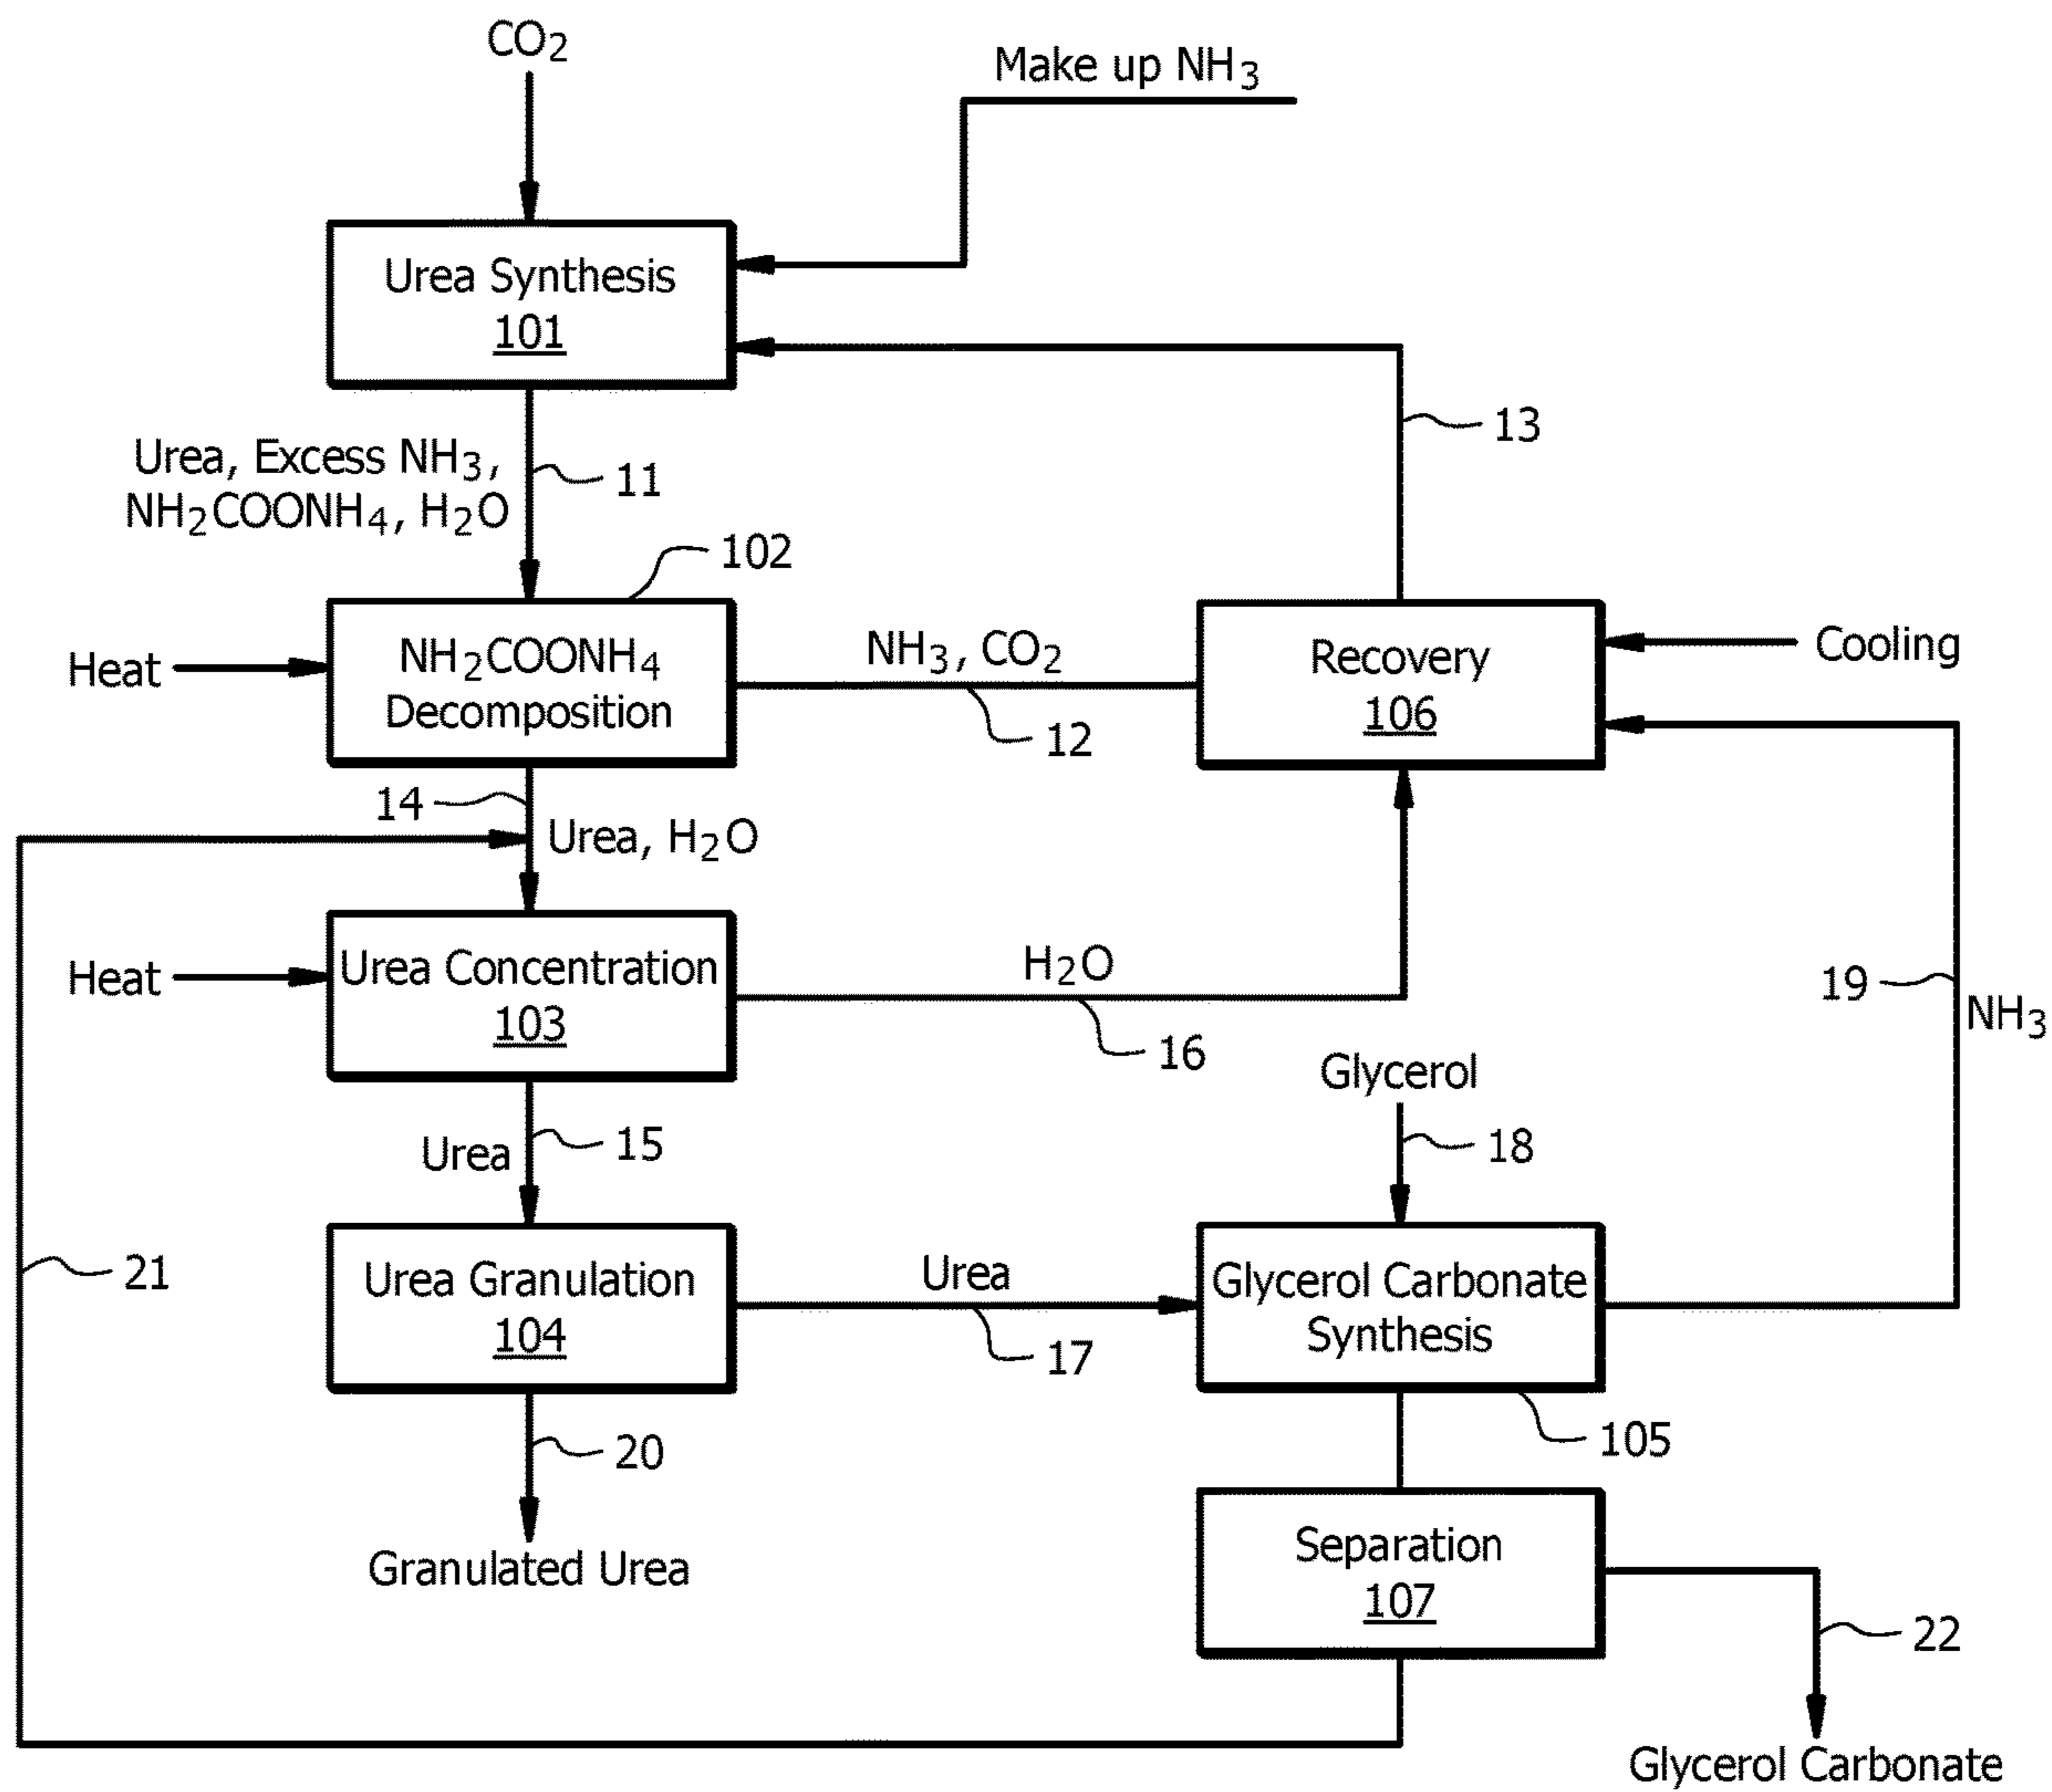 CO2
Make up NH3
Urea Synthesis
101
13
Urea, Excess NH3,
NH2COONH4, H2O
11
102
NH2COONH4
Decomposition
Heat
NH3, CO2
12
Recovery
106
Cooling
14
Urea, H2O
Heat
Urea Concentration
103
H2O
16
19
NH3
Glycerol
18
Urea
15
21
Urea Granulation
104
Urea
17
Glycerol Carbonate
Synthesis
105
20
Granulated Urea
Separation
107
22
Glycerol Carbonate